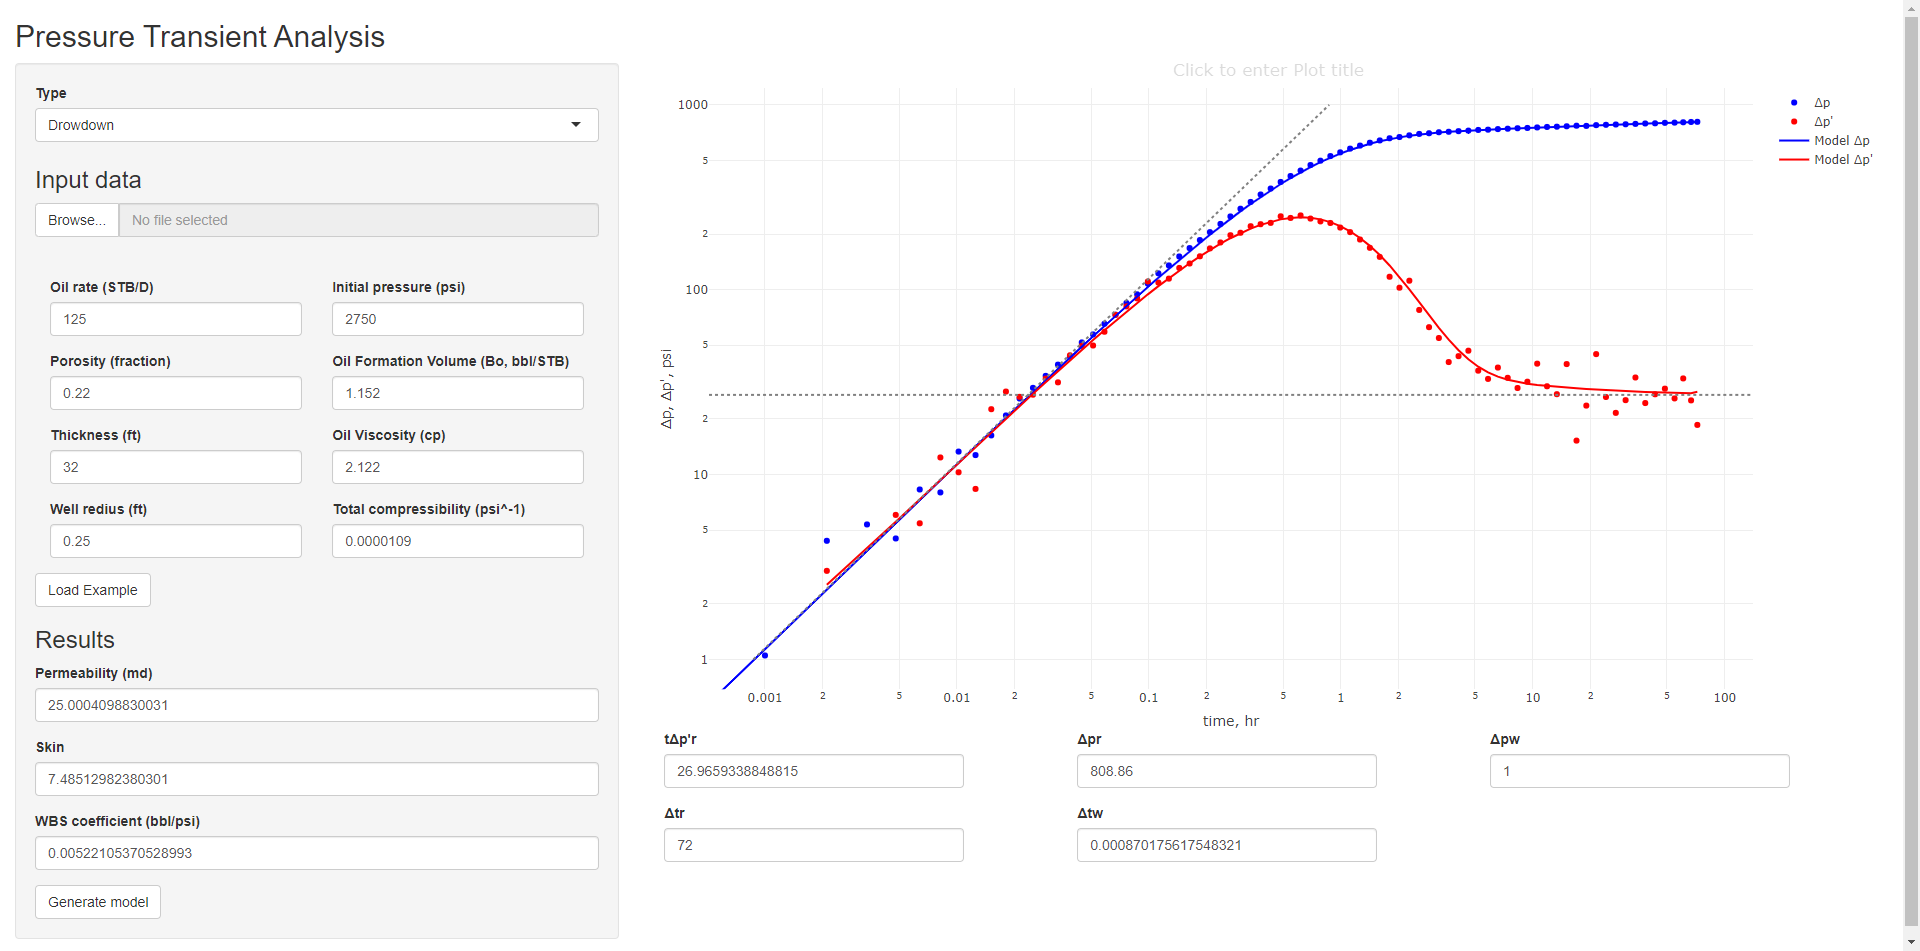 Pressure Transient Analysis
Type
Drowdown
Input data
Browse... No file selected
Oil rate (STB/D) Initial pressure (psi)
125 2750
Porosity (fraction) Oil Formation Volume (Bo, bbl/STB)
0.22 1.152
Thickness (ft) Oil Viscosity (cp)
32 2.122
Well redius (ft) Total compressibility (psi^-1)
0.25 0.0000109
Load Example
Results
Permeability (md)
25.0004098830031
Skin
7.48512982380301
WBS coefficient (bbl/psi)
0.00522105370528993
Generate model
Click to enter Plot title
Δp
Δp'
Model Δp
Model Δp'
1000
5
2
100
5
2
10
5
2
1
Δp, Δp', psi
0.001 2 5 0.01 2 5 0.1 2 5 1 2 5 10 2 5 100
time, hr
tΔp'r Δpr Δpw
26.9659338848815 808.86 1
Δtr Δtw
72 0.000870175617548321